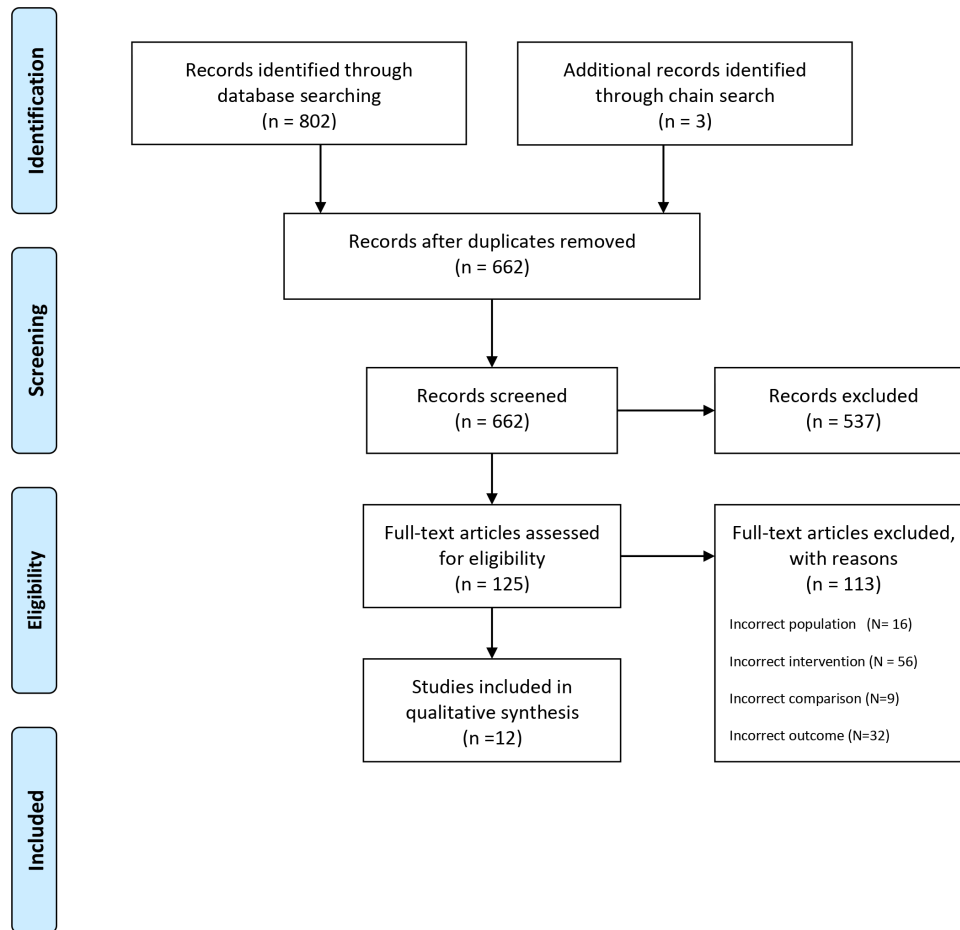 Identification
Records identified through
database searching
(n = 802)
Additional records identified
through chain search
(n = 3)
Records after duplicates removed
(n = 662)
Screening
Records screened
(n = 662)
Records excluded
(n = 537)
Eligibility
Full-text articles assessed
for eligibility
(n = 125)
Full-text articles excluded,
with reasons
(n = 113)
Incorrect population (N= 16)
Incorrect intervention (N = 56)
Incorrect comparison (N=9)
Incorrect outcome (N=32)
Studies included in
qualitative synthesis
(n =12)
Included